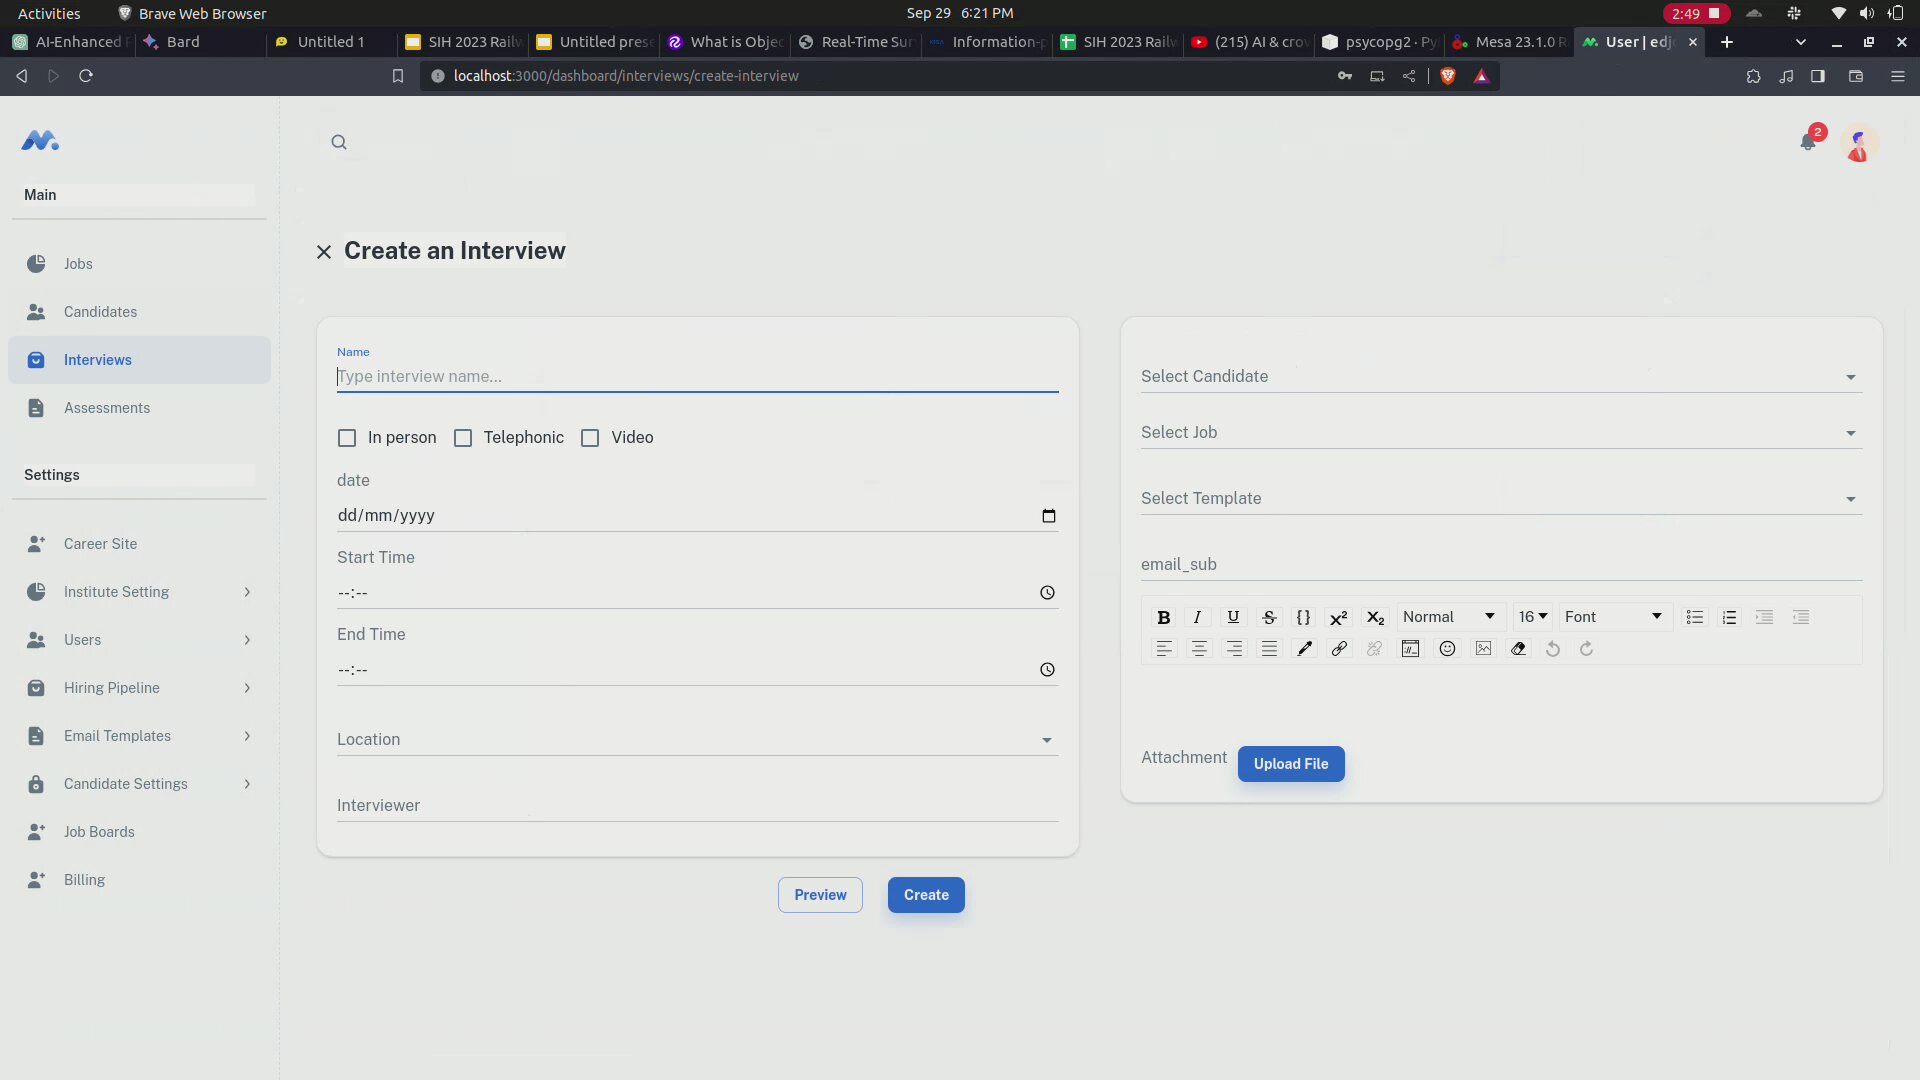 Activities
Brave Web Browser
Sep 29 6:21 PM
2:49
AI-Enhanced
Bard
Untitled 1
SIH 2023 Railw
Untitled prese
What is Objec
Real-Time Sur
Information-p
SIH 2023 Railw
(215) AI & crow
psycopg2 · Py
Mesa 23.1.0 R
User | edjo
localhost:3000/dashboard/interviews/create-interview
2
Main
Jobs
Candidates
Interviews
Assessments
Settings
Career Site
Institute Setting
Users
Hiring Pipeline
Email Templates
Candidate Settings
Job Boards
Billing
Create an Interview
Name
Type interview name...
In person
Telephonic
Video
date
dd/mm/yyyy
Start Time
--:--
End Time
--:--
Location
Interviewer
Select Candidate
Select Job
Select Template
email_sub
B I U S {} X² X₂ Normal 16 Font
Attachment
Upload File
Preview
Create